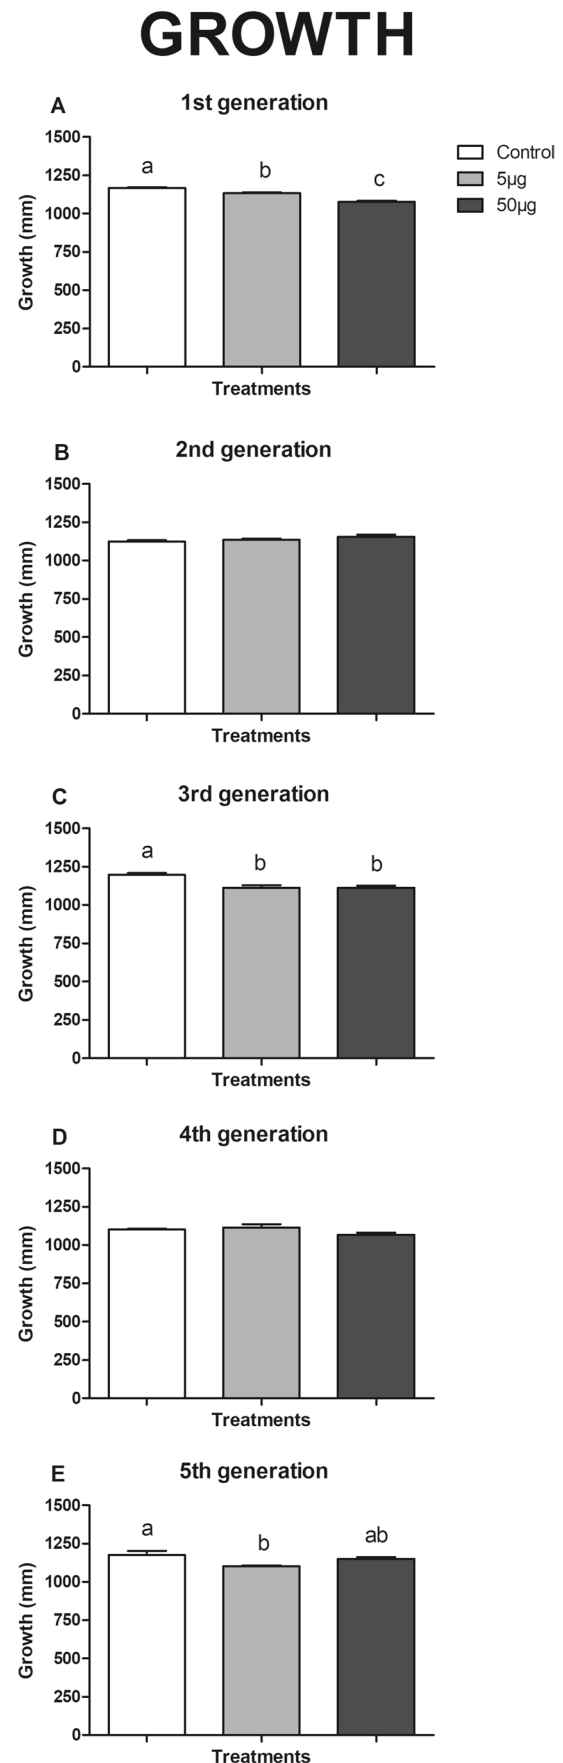 GROWTH
A
1st generation
1500
1250
1000
750
500
250
0
Growth (mm)
a
b
c
Treatments
Control
5µg
50µg
B
2nd generation
1500
1250
1000
750
500
250
0
Growth (mm)
Treatments
C
3rd generation
1500
1250
1000
750
500
250
0
Growth (mm)
a
b
b
Treatments
D
4th generation
1500
1250
1000
750
500
250
0
Growth (mm)
Treatments
E
5th generation
1500
1250
1000
750
500
250
0
Growth (mm)
a
b
ab
Treatments